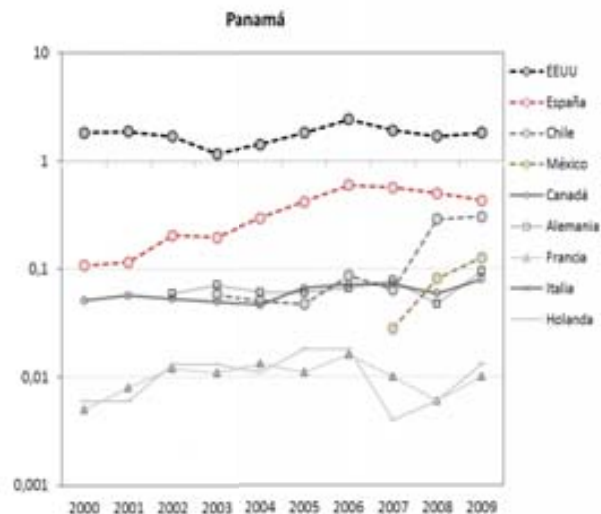 Panamá
10
1
0,1
0,01
0,001
2000 2001 2002 2003 2004 2005 2006 2007 2008 2009
EEUU
España
Chile
México
Canadá
Alemania
Francia
Italia
Holanda